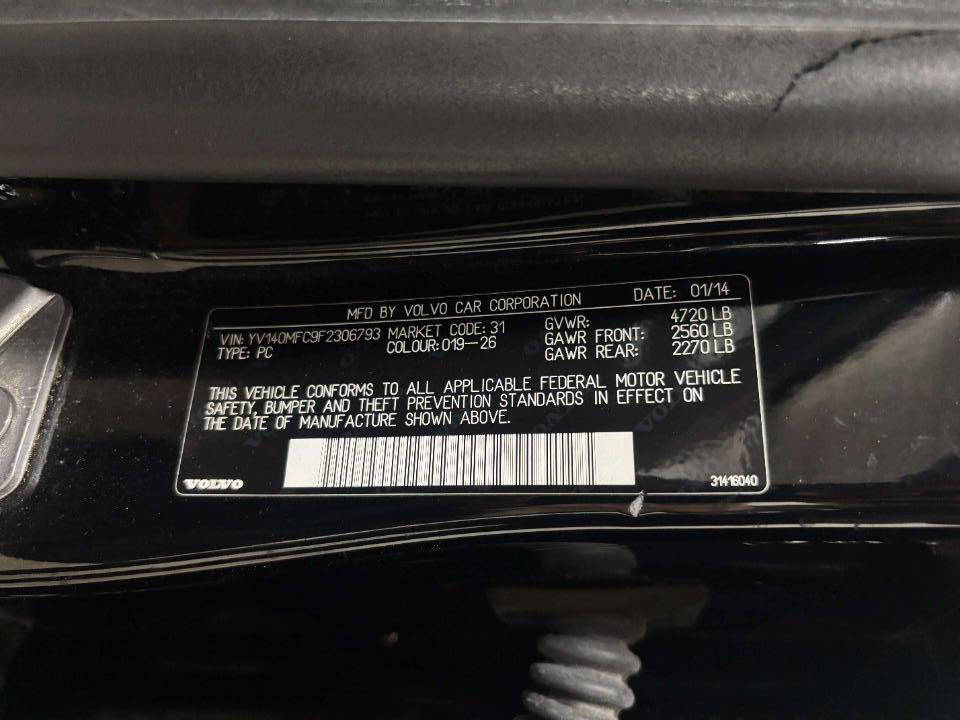 MFD BY VOLVO CAR CORPORATION DATE: 01/14
VIN: YV140MFC9F2306793 MARKET CODE: 31 GVWR: 4720 LB
TYPE: PC COLOUR: 019-26 GAWR FRONT: 2560 LB
GAWR REAR: 2270 LB
THIS VEHICLE CONFORMS TO ALL APPLICABLE FEDERAL MOTOR VEHICLE
SAFETY, BUMPER AND THEFT PREVENTION STANDARDS IN EFFECT ON
THE DATE OF MANUFACTURE SHOWN ABOVE.
VOLVO 31416040